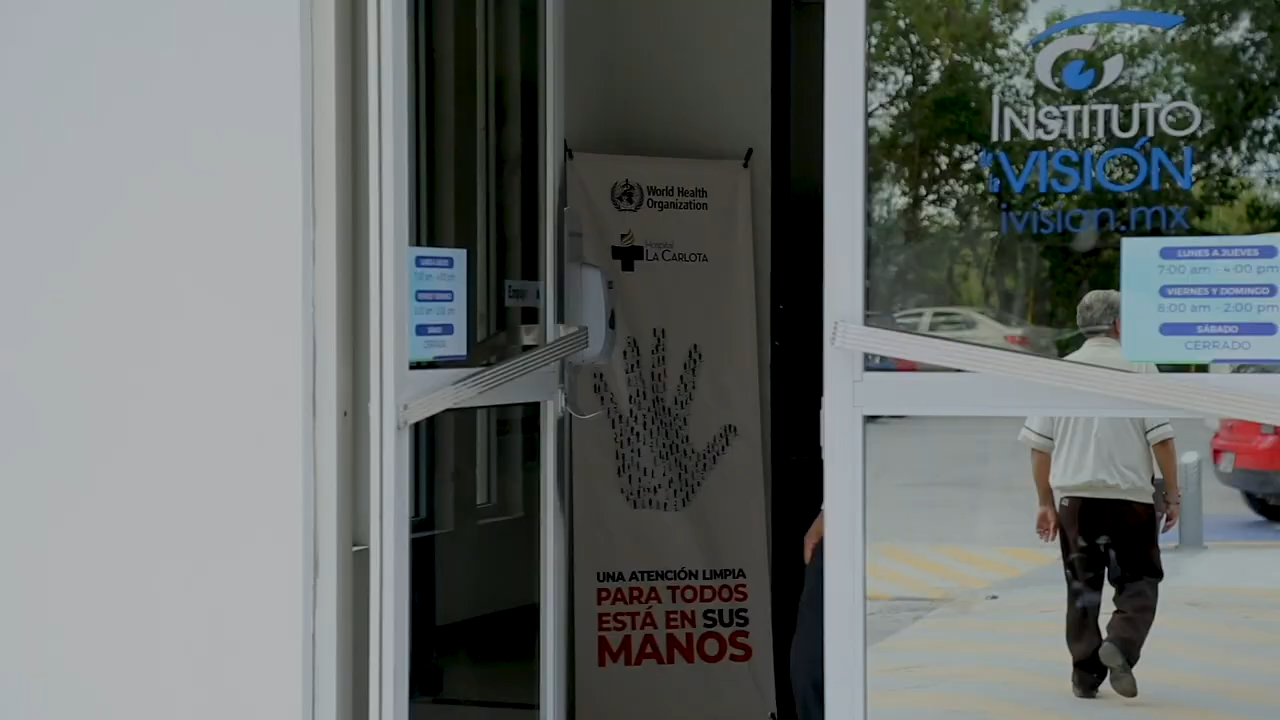 World Health
Organization
Hospital
LA CARLOTA
UNA ATENCIÓN LIMPIA
PARA TODOS
ESTÁ EN SUS
MANOS
INSTITUTO
iVISIÓN
ivision.mx
LUNES A JUEVES
7:00 am - 4:00 pm
VIERNES Y DOMINGO
8:00 am - 2:00 pm
SÁBADO
CERRADO